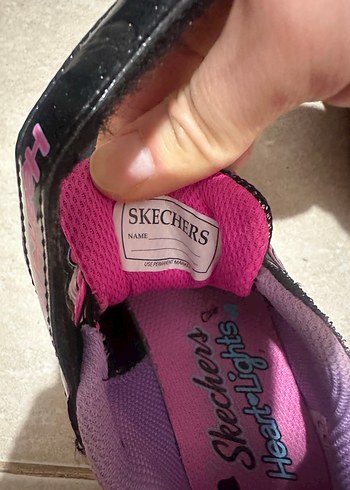 SKECHERS
NAME
USE PERMANENT MARKER
Skechers
Heart Lights